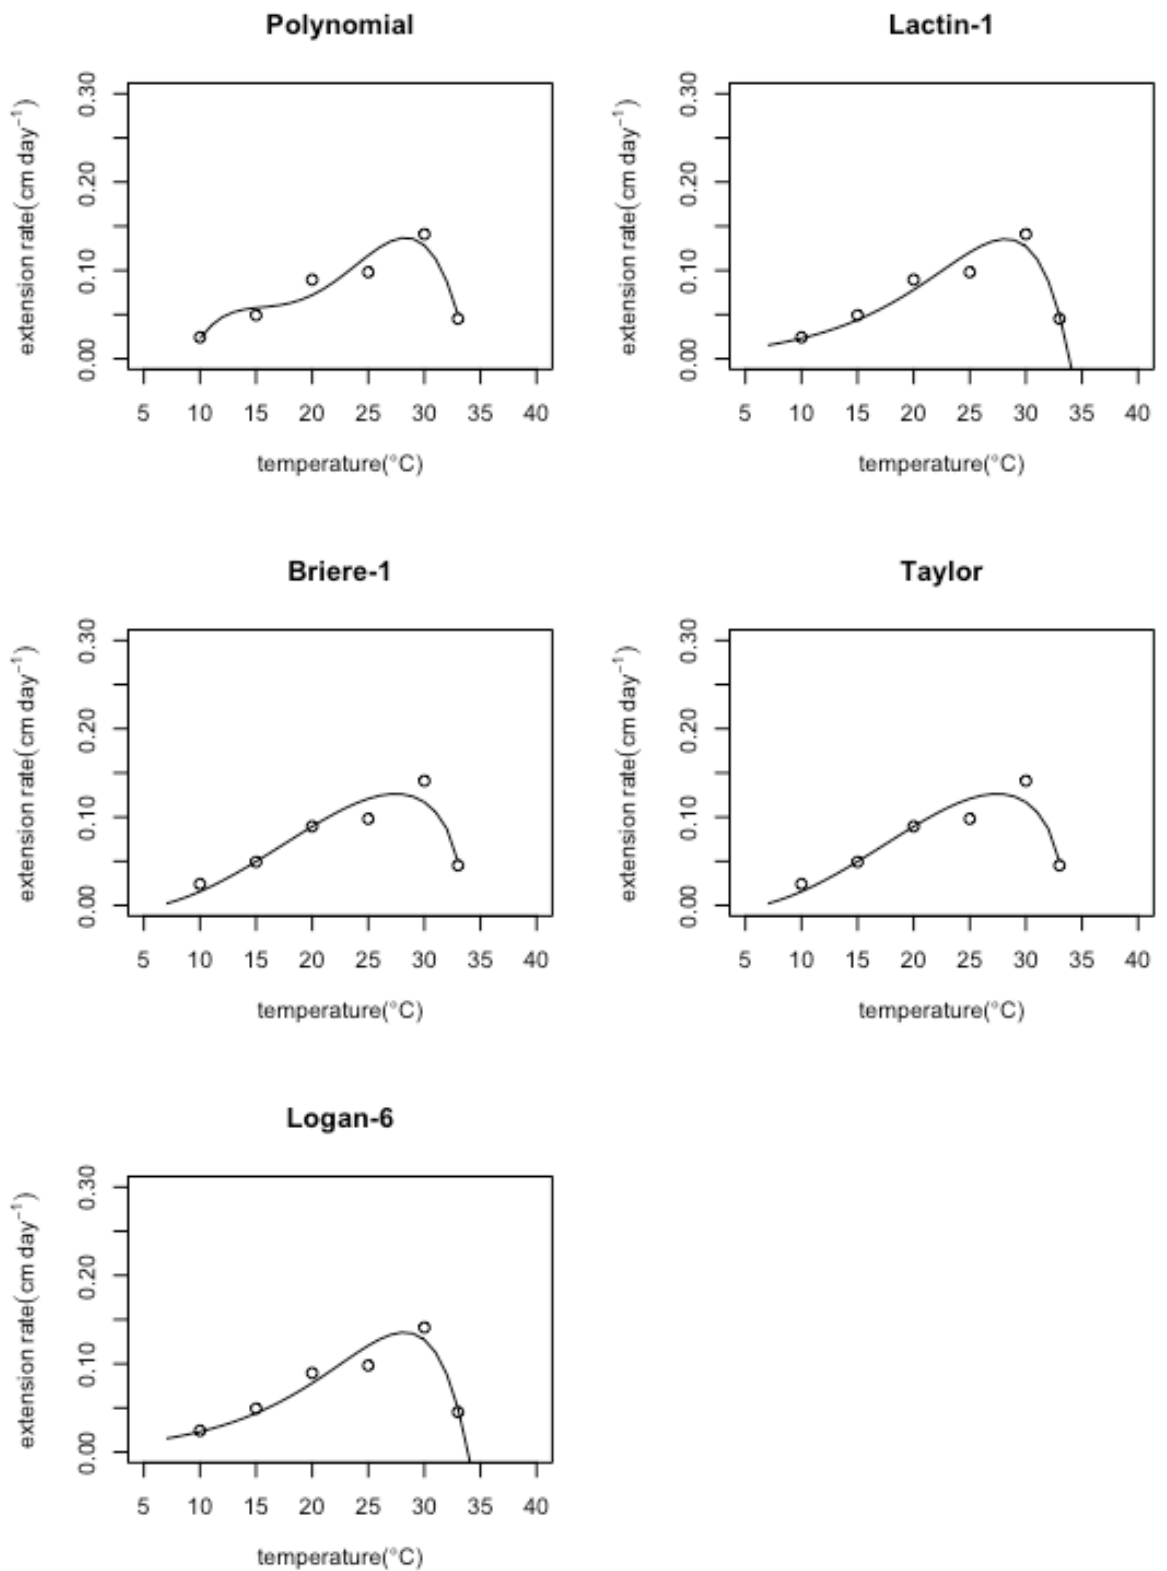 Polynomial
0.00 0.10 0.20 0.30
extension rate(cm day⁻¹)
5 10 15 20 25 30 35 40
temperature(°C)
Lactin-1
0.00 0.10 0.20 0.30
extension rate(cm day⁻¹)
5 10 15 20 25 30 35 40
temperature(°C)
Briere-1
0.00 0.10 0.20 0.30
extension rate(cm day⁻¹)
5 10 15 20 25 30 35 40
temperature(°C)
Taylor
0.00 0.10 0.20 0.30
extension rate(cm day⁻¹)
5 10 15 20 25 30 35 40
temperature(°C)
Logan-6
0.00 0.10 0.20 0.30
extension rate(cm day⁻¹)
5 10 15 20 25 30 35 40
temperature(°C)